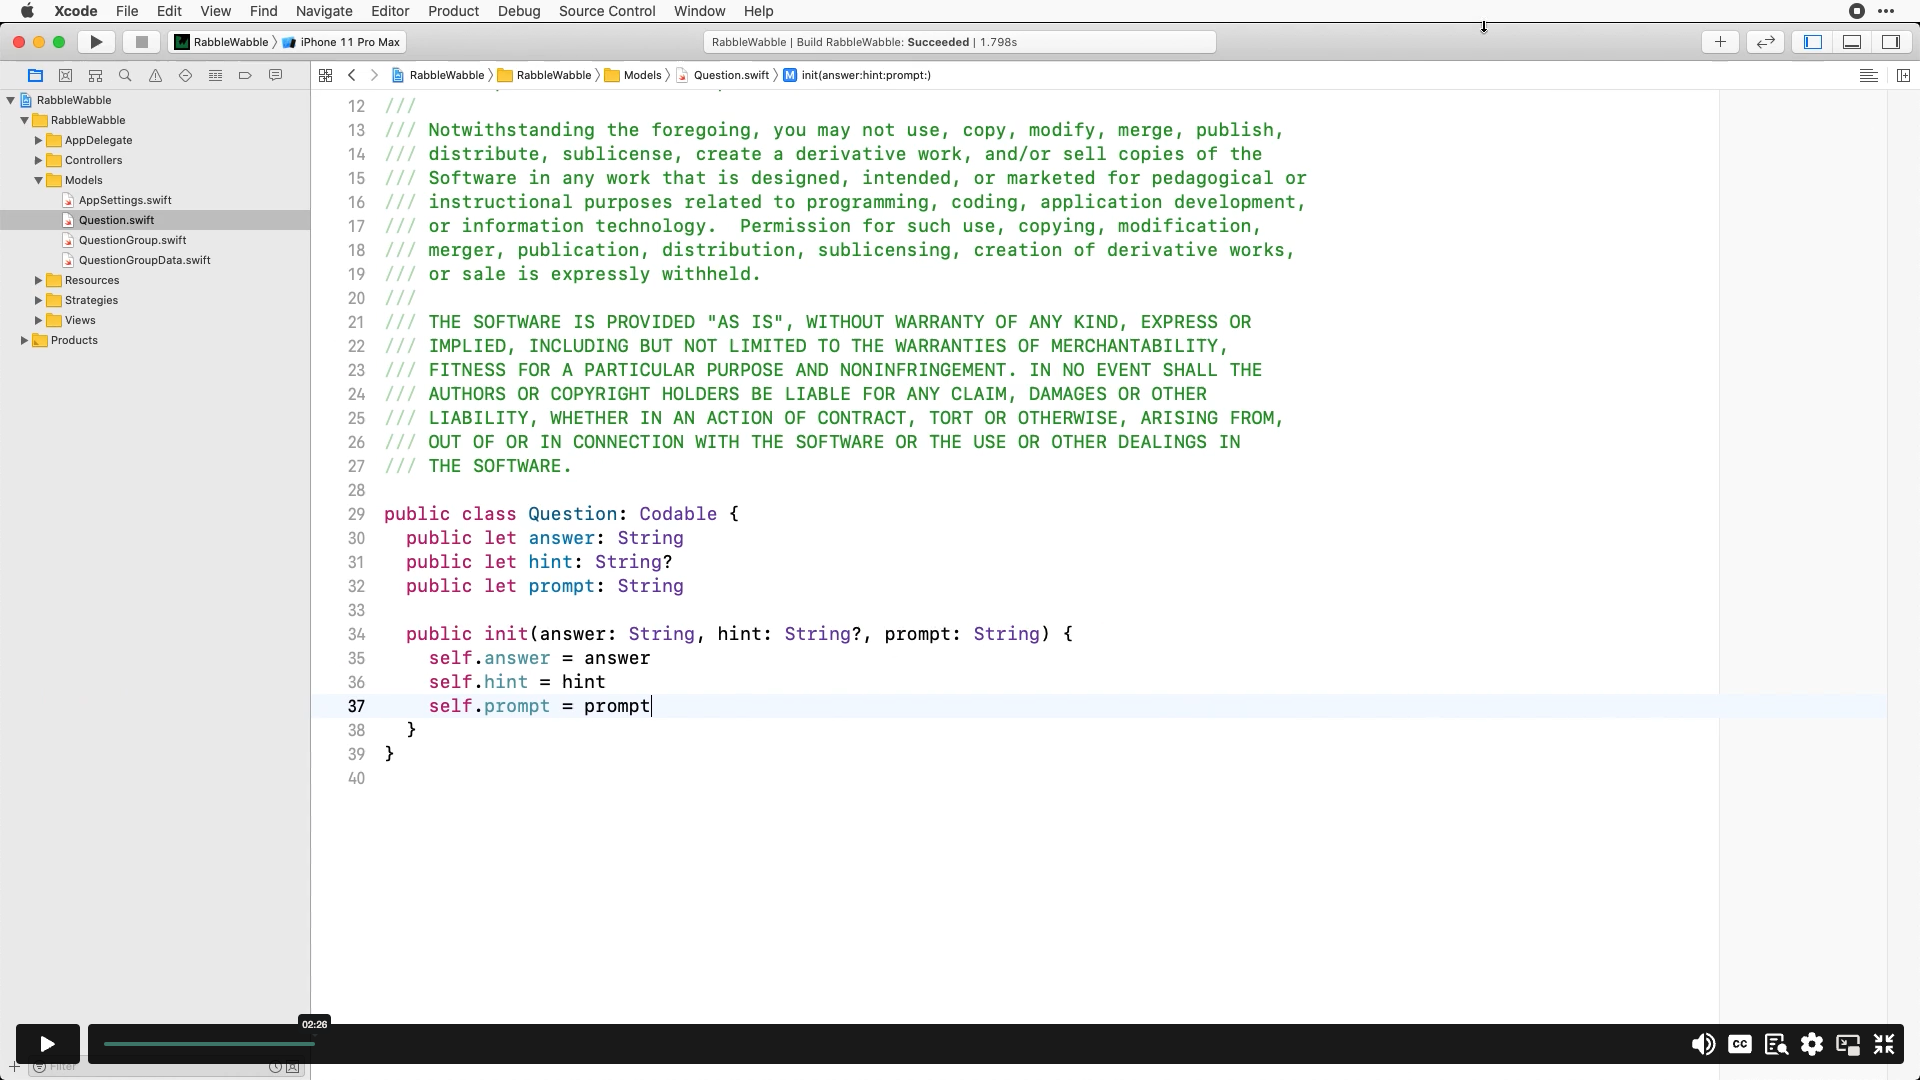 Xcode File Edit View Find Navigate Editor Product Debug Source Control Window Help
RabbleWabble iPhone 11 Pro Max
RabbleWabble | Build RabbleWabble: Succeeded | 1.798s
RabbleWabble RabbleWabble Models Question.swift M init(answer:hint:prompt:)
RabbleWabble
RabbleWabble
AppDelegate
Controllers
Models
AppSettings.swift
Question.swift
QuestionGroup.swift
QuestionGroupData.swift
Resources
Strategies
Views
Products
Filter
12 ///
13 /// Notwithstanding the foregoing, you may not use, copy, modify, merge, publish,
14 /// distribute, sublicense, create a derivative work, and/or sell copies of the
15 /// Software in any work that is designed, intended, or marketed for pedagogical or
16 /// instructional purposes related to programming, coding, application development,
17 /// or information technology.  Permission for such use, copying, modification,
18 /// merger, publication, distribution, sublicensing, creation of derivative works,
19 /// or sale is expressly withheld.
20 ///
21 /// THE SOFTWARE IS PROVIDED "AS IS", WITHOUT WARRANTY OF ANY KIND, EXPRESS OR
22 /// IMPLIED, INCLUDING BUT NOT LIMITED TO THE WARRANTIES OF MERCHANTABILITY,
23 /// FITNESS FOR A PARTICULAR PURPOSE AND NONINFRINGEMENT. IN NO EVENT SHALL THE
24 /// AUTHORS OR COPYRIGHT HOLDERS BE LIABLE FOR ANY CLAIM, DAMAGES OR OTHER
25 /// LIABILITY, WHETHER IN AN ACTION OF CONTRACT, TORT OR OTHERWISE, ARISING FROM,
26 /// OUT OF OR IN CONNECTION WITH THE SOFTWARE OR THE USE OR OTHER DEALINGS IN
27 /// THE SOFTWARE.
28
29 public class Question: Codable {
30   public let answer: String
31   public let hint: String?
32   public let prompt: String
33
34   public init(answer: String, hint: String?, prompt: String) {
35     self.answer = answer
36     self.hint = hint
37     self.prompt = prompt
38   }
39 }
40
02:26
CC